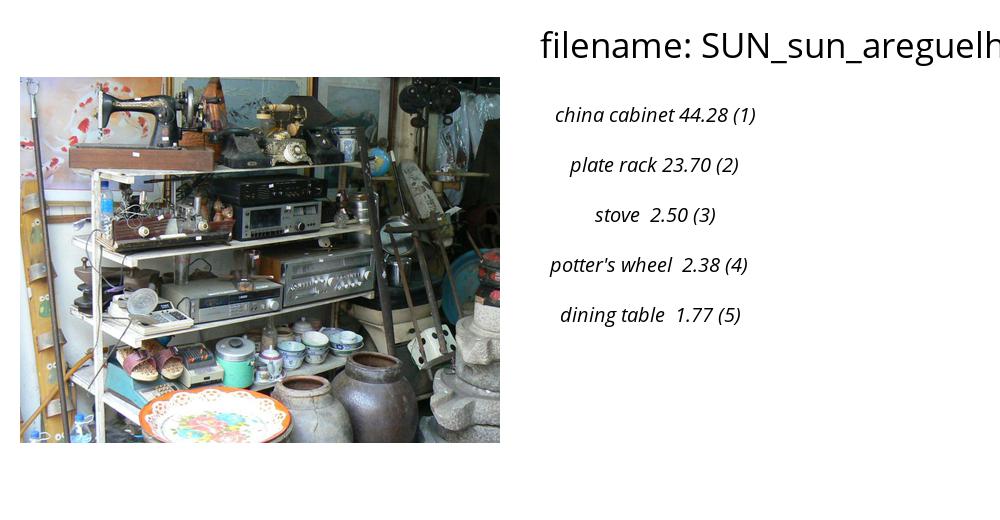 filename: SUN_sun_areguelh
china cabinet 44.28 (1)
plate rack 23.70 (2)
stove 2.50 (3)
potter's wheel 2.38 (4)
dining table 1.77 (5)